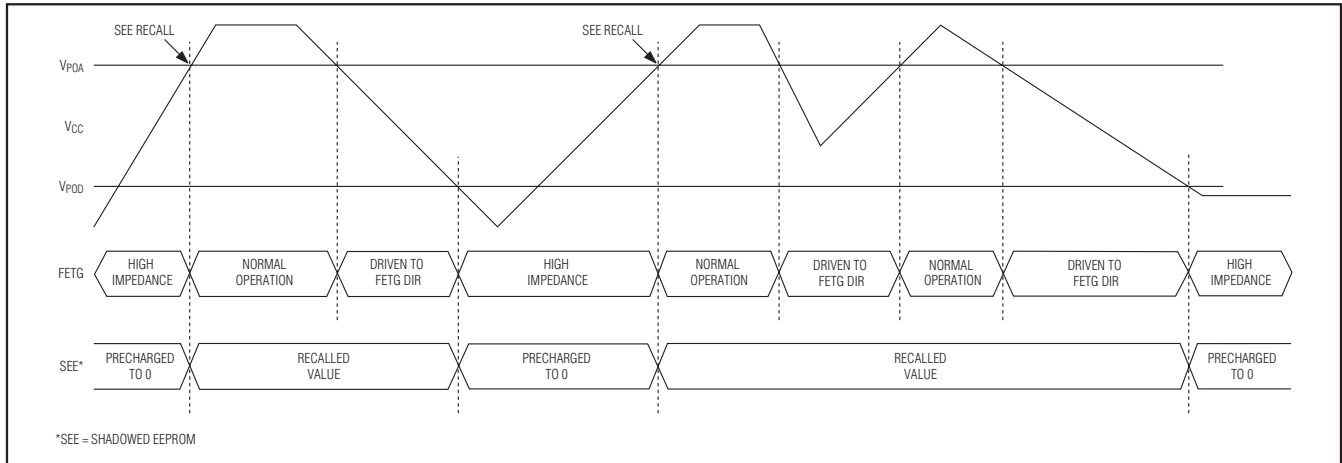 SEE RECALL
SEE RECALL
VPOA
VCC
VPOD
FETG
HIGH
IMPEDANCE
NORMAL
OPERATION
DRIVEN TO
FETG DIR
HIGH
IMPEDANCE
NORMAL
OPERATION
DRIVEN TO
FETG DIR
NORMAL
OPERATION
DRIVEN TO
FETG DIR
HIGH
IMPEDANCE
SEE*
PRECHARGED
TO 0
RECALLED
VALUE
PRECHARGED
TO 0
RECALLED
VALUE
PRECHARGED
TO 0
*SEE = SHADOWED EEPROM